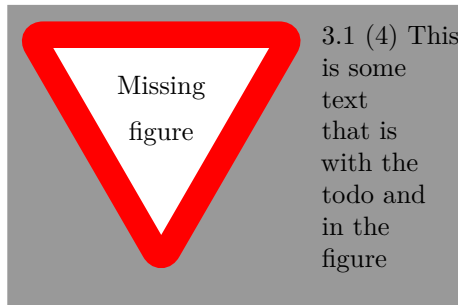 Missing
figure
3.1 (4) This
is some
text
that is
with the
todo and
in the
figure